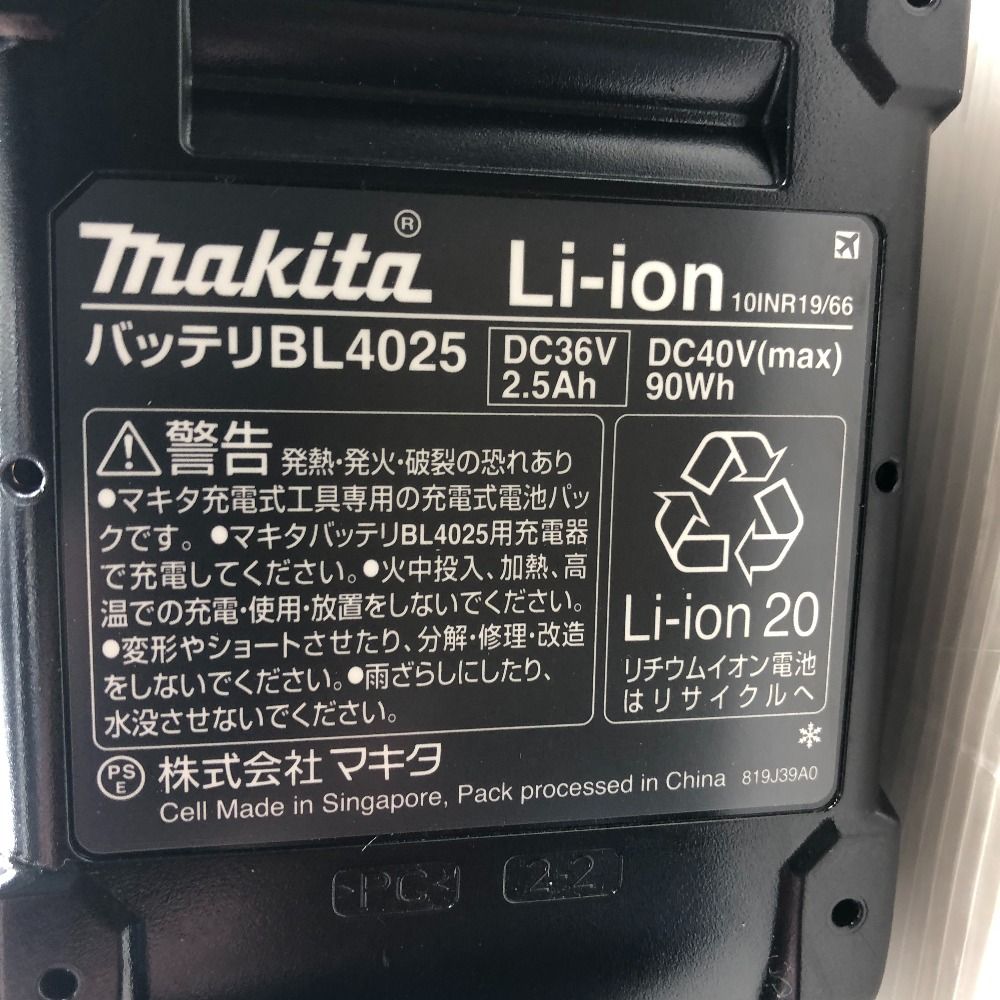 makita®
Li-ion 10INR19/66
バッテリBL4025
DC36V
2.5Ah
DC40V(max)
90Wh
警告 発熱・発火・破裂の恐れあり
●マキタ充電式工具専用の充電式電池パッ
クです。●マキタバッテリBL4025用充電器
で充電してください。●火中投入、加熱、高
温での充電・使用・放置をしないでください。
●変形やショートさせたり、分解・修理・改造
をしないでください。●雨ざらしにしたり、
水没させないでください。
Li-ion 20
リチウムイオン電池
はリサイクルへ
PS
E
株式会社 マキタ
Cell Made in Singapore, Pack processed in China 819J39A0
>PC<
2-2